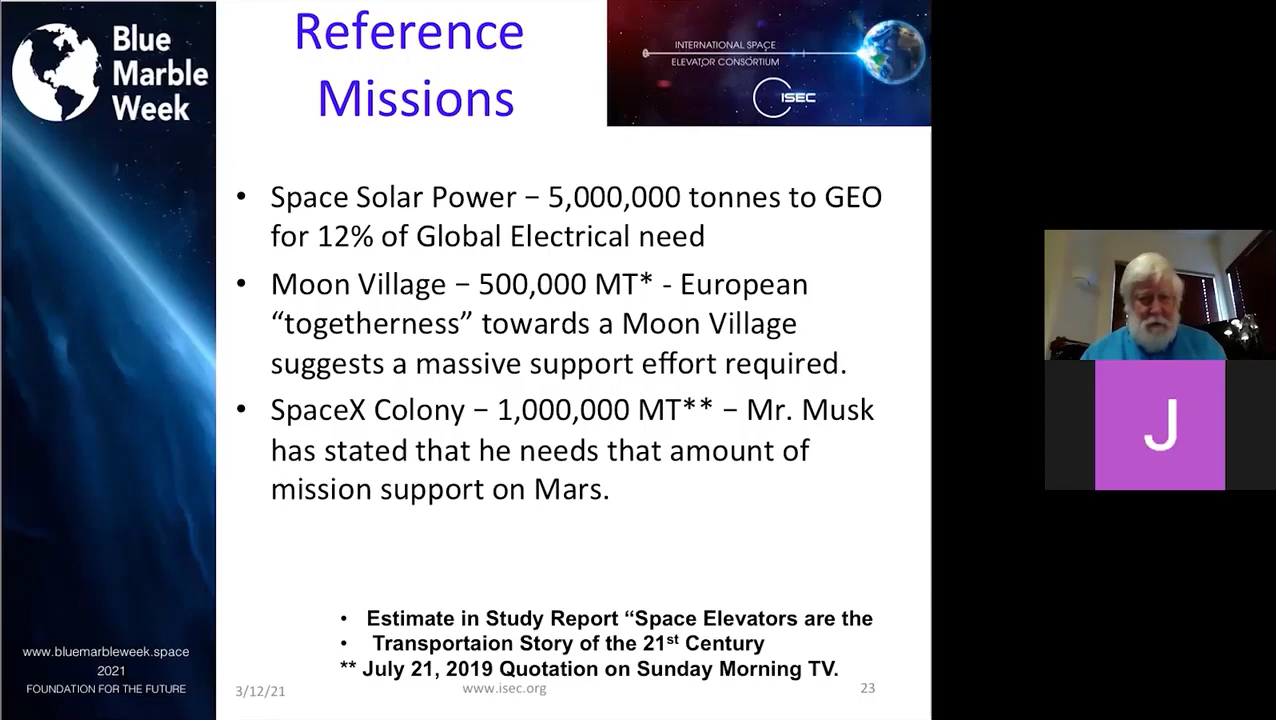 Blue
Marble
Week
Reference
Missions
INTERNATIONAL SPACE
ELEVATOR CONSORTIUM
ISEC
• Space Solar Power – 5,000,000 tonnes to GEO
for 12% of Global Electrical need
• Moon Village – 500,000 MT* - European
“togetherness” towards a Moon Village
suggests a massive support effort required.
• SpaceX Colony – 1,000,000 MT** – Mr. Musk
has stated that he needs that amount of
mission support on Mars.
• Estimate in Study Report “Space Elevators are the
• Transportaion Story of the 21st Century
** July 21, 2019 Quotation on Sunday Morning TV.
www.bluemarbleweek.space
2021
FOUNDATION FOR THE FUTURE
3/12/21
www.isec.org
23
J